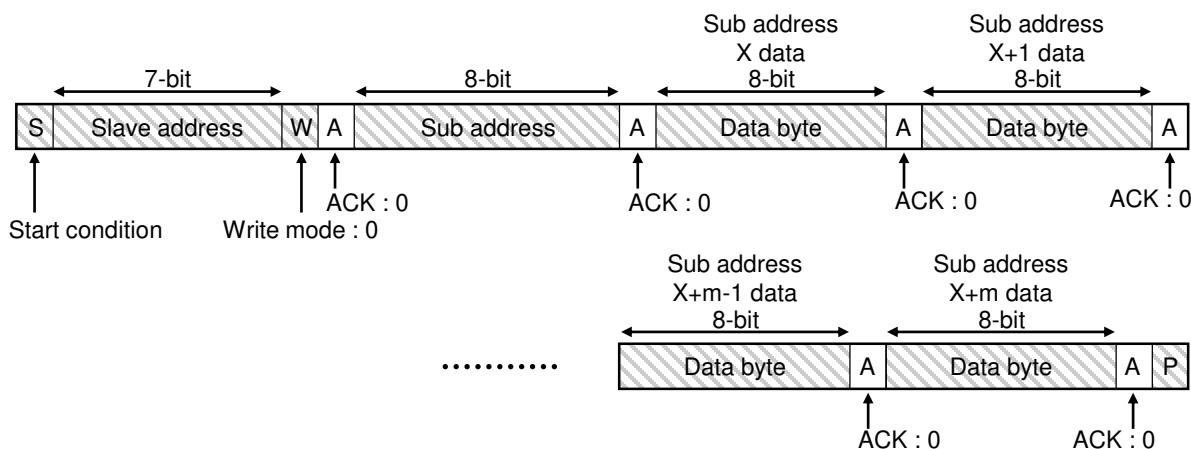 Sub address Sub address
X data X+1 data
7-bit 8-bit 8-bit 8-bit
S Slave address W A Sub address A Data byte A Data byte A
ACK : 0 ACK : 0 ACK : 0 ACK : 0
Start condition Write mode : 0
Sub address Sub address
X+m-1 data X+m data
8-bit 8-bit
Data byte A Data byte A P
ACK : 0 ACK : 0